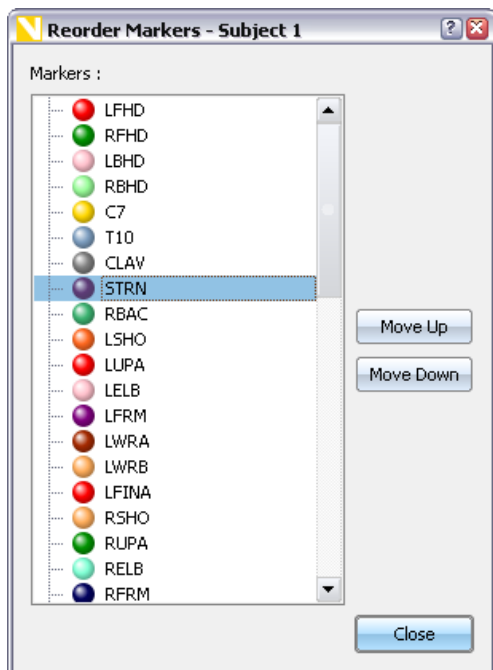 Reorder Markers - Subject 1
Markers :
LFHD
RFHD
LBHD
RBHD
C7
T10
CLAV
STRN
RBAC
LSHO
LUPA
LELB
LFRM
LWRA
LWRB
LFINA
RSHO
RUPA
RELB
RFRM
Move Up
Move Down
Close